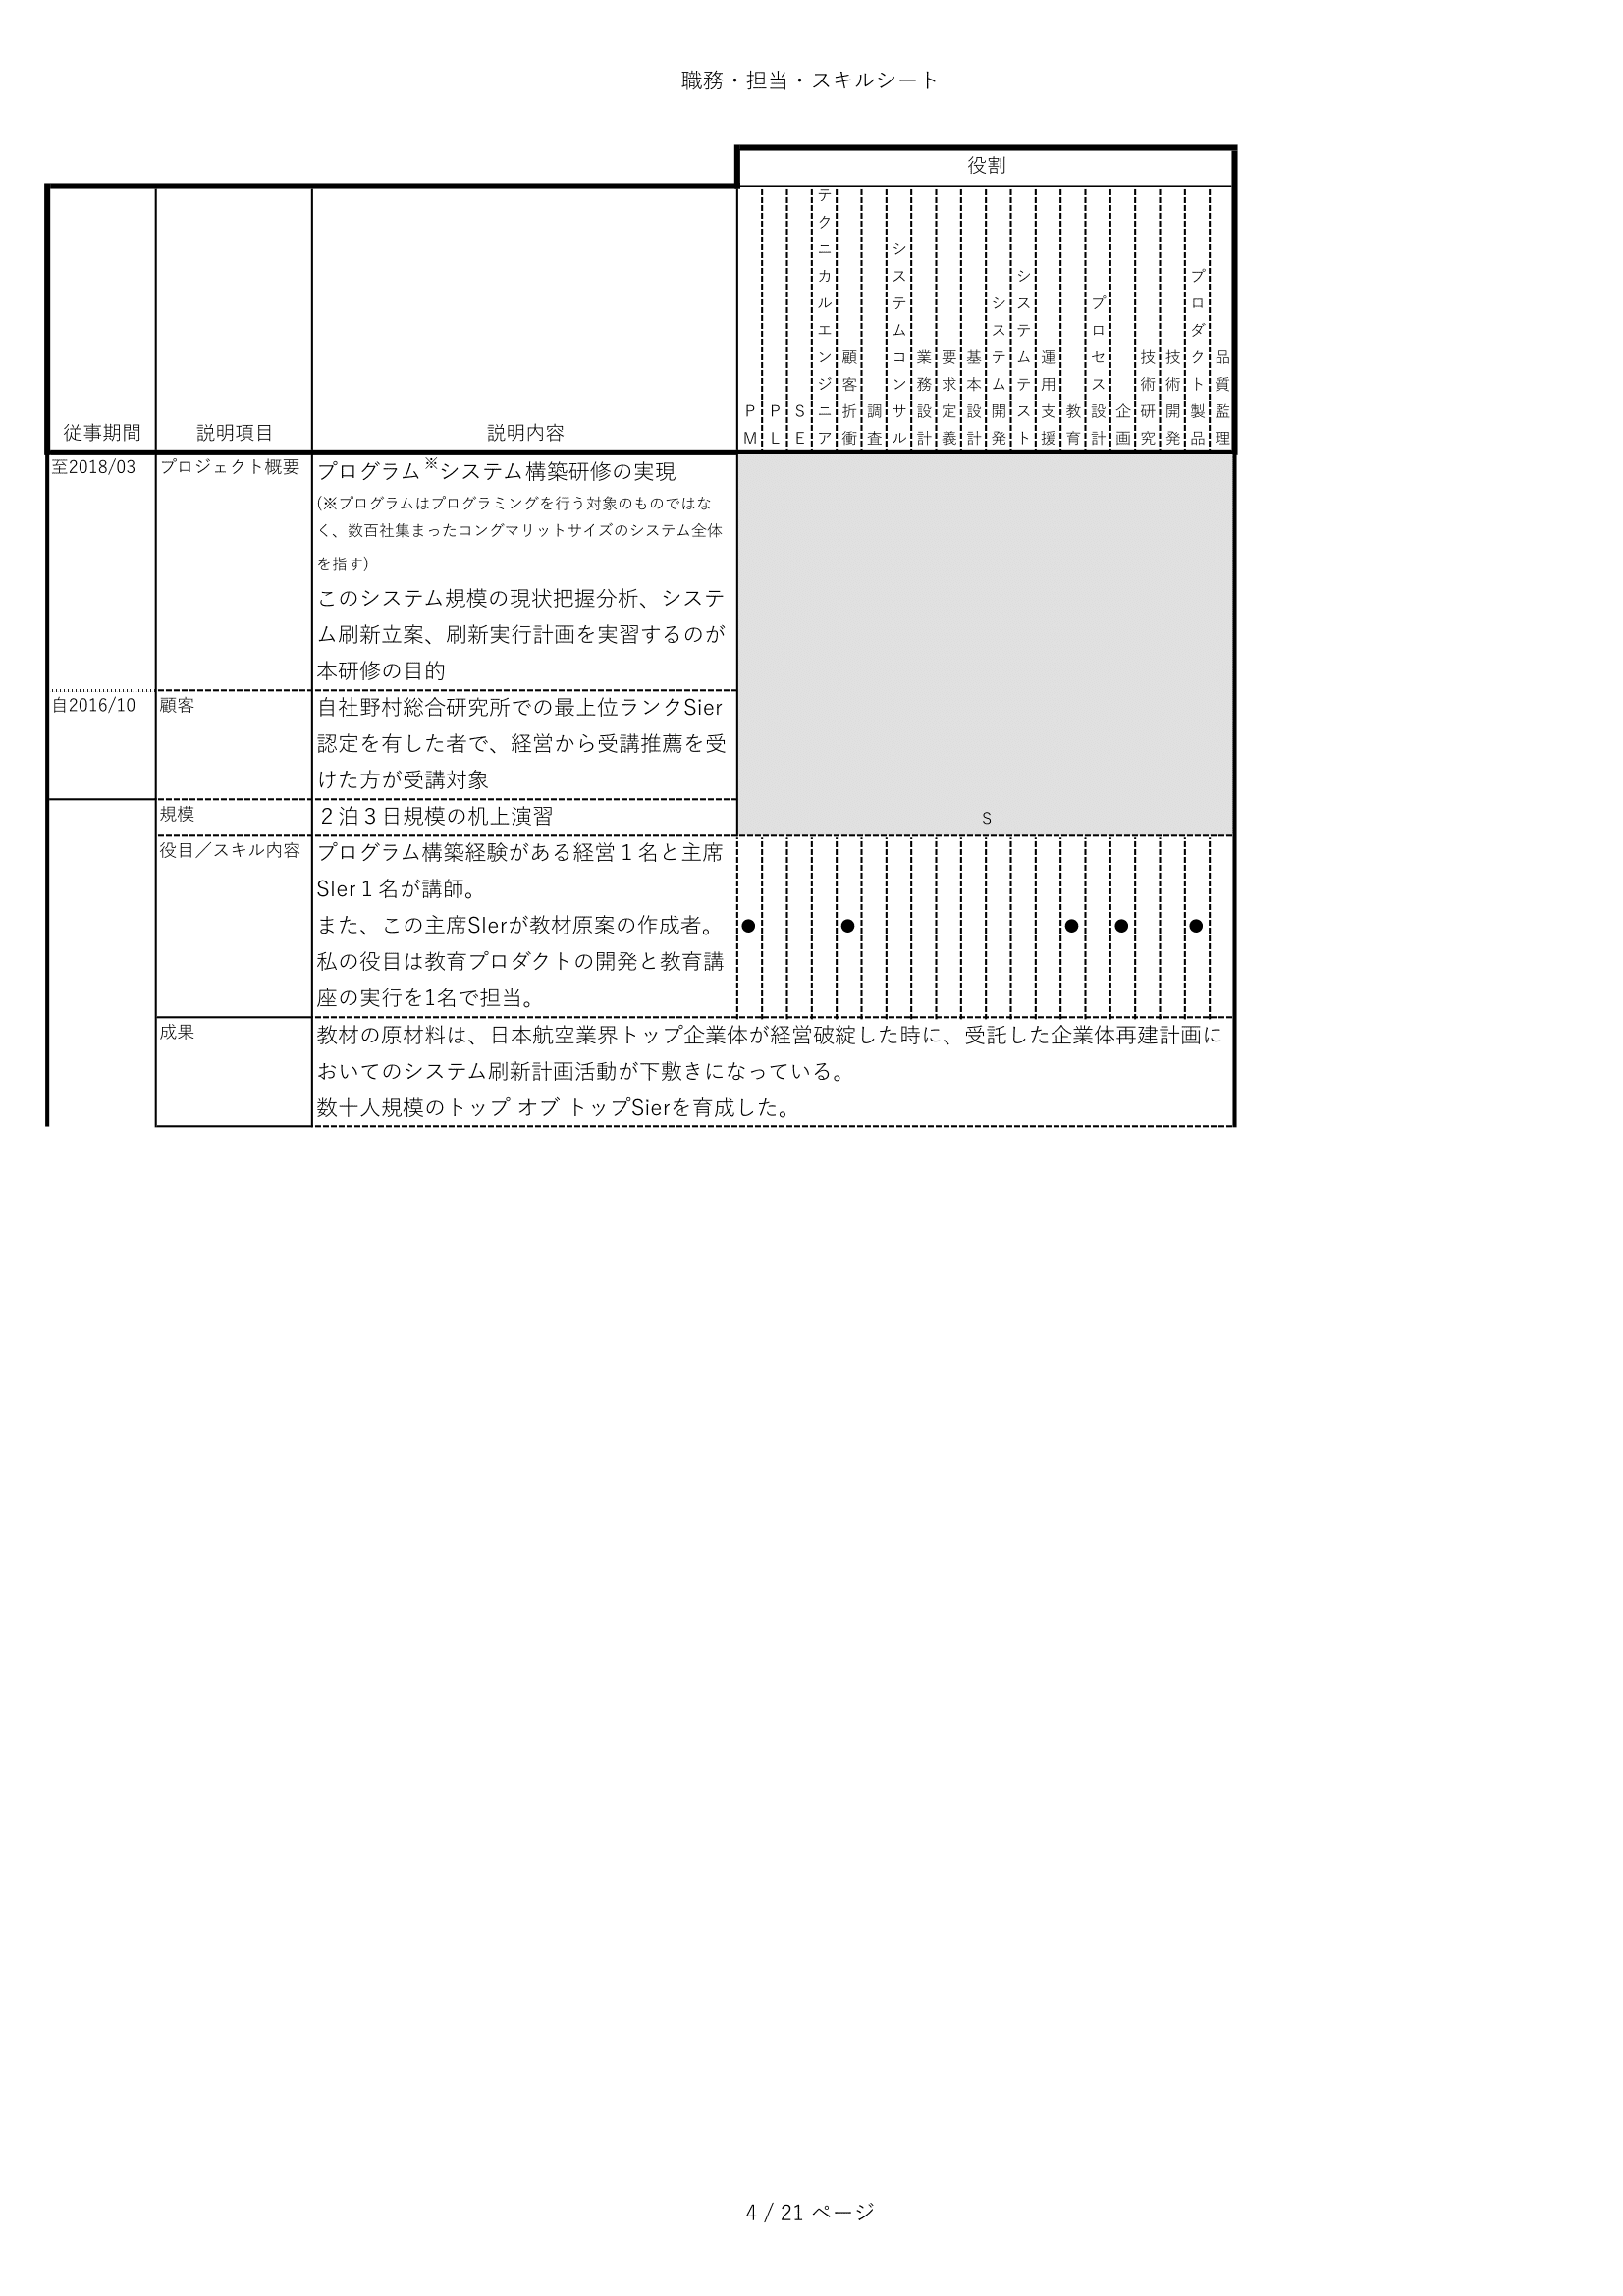 職務・担当・スキルシート
役割
従事期間 説明項目 説明内容 PM PL SE テクニカルエンジニア 顧客折衝 調査 システムコンサル 業務設計 要求定義 基本設計 システム開発 システムテスト 運用支援 教育 プロセス設計 企画 技術研究 技術開発 プロダクト製品 品質監理
至2018/03 プロジェクト概要 プログラム※システム構築研修の実現
(※プログラムはプログラミングを行う対象のものではな
く、数百社集まったコングマリットサイズのシステム全体
を指す)
このシステム規模の現状把握分析、システ
ム刷新立案、刷新実行計画を実習するのが
本研修の目的
自2016/10 顧客 自社野村総合研究所での最上位ランクSier
認定を有した者で、経営から受講推薦を受
けた方が受講対象
規模 ２泊３日規模の机上演習 S
役目／スキル内容 プログラム構築経験がある経営１名と主席
SIer１名が講師。
また、この主席SIerが教材原案の作成者。 ● ● ● ● ●
私の役目は教育プロダクトの開発と教育講
座の実行を1名で担当。
成果 教材の原材料は、日本航空業界トップ企業体が経営破綻した時に、受託した企業体再建計画に
おいてのシステム刷新計画活動が下敷きになっている。
数十人規模のトップ オブ トップSierを育成した。
4 / 21 ページ